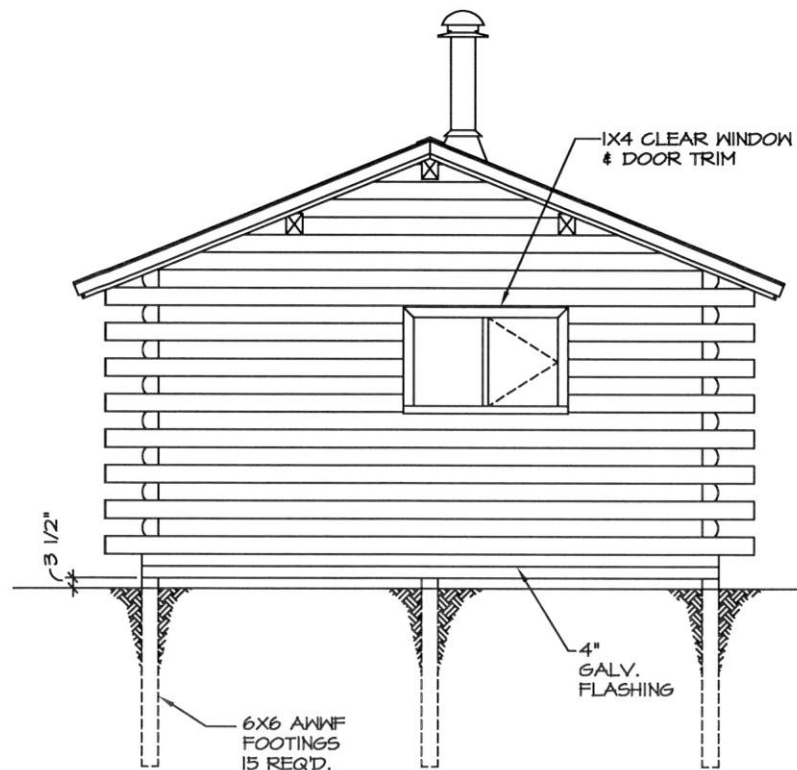 1X4 CLEAR WINDOW
& DOOR TRIM
3 1/2"
4"
GALV.
FLASHING
6X6 AWWF
FOOTINGS
15 REQ'D.